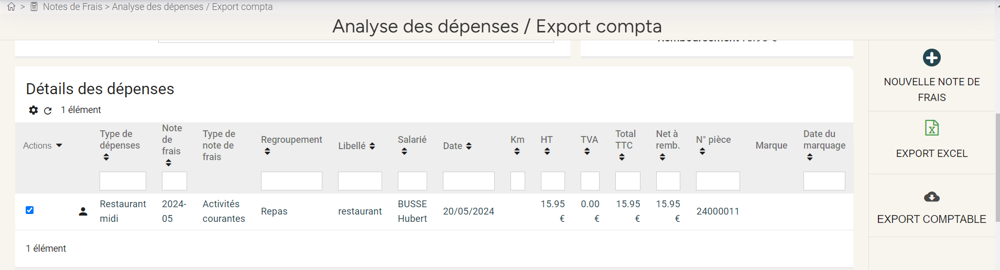 Notes de Frais > Analyse des dépenses / Export compta
Analyse des dépenses / Export compta
NOUVELLE NOTE DE
FRAIS
EXPORT EXCEL
EXPORT COMPTABLE
Détails des dépenses
1 élément
Actions
Type de
dépenses
Note
de
frais
Type de
note de
frais
Regroupement
Libellé
Salarié
Date
Km
HT
TVA
Total
TTC
Net à
remb.
N° pièce
Marque
Date du
marquage
Restaurant
midi
2024-
05
Activités
courantes
Repas
restaurant
BUSSE
Hubert
20/05/2024
15.95
€
0.00
€
15.95
€
15.95
€
24000011
1 élément